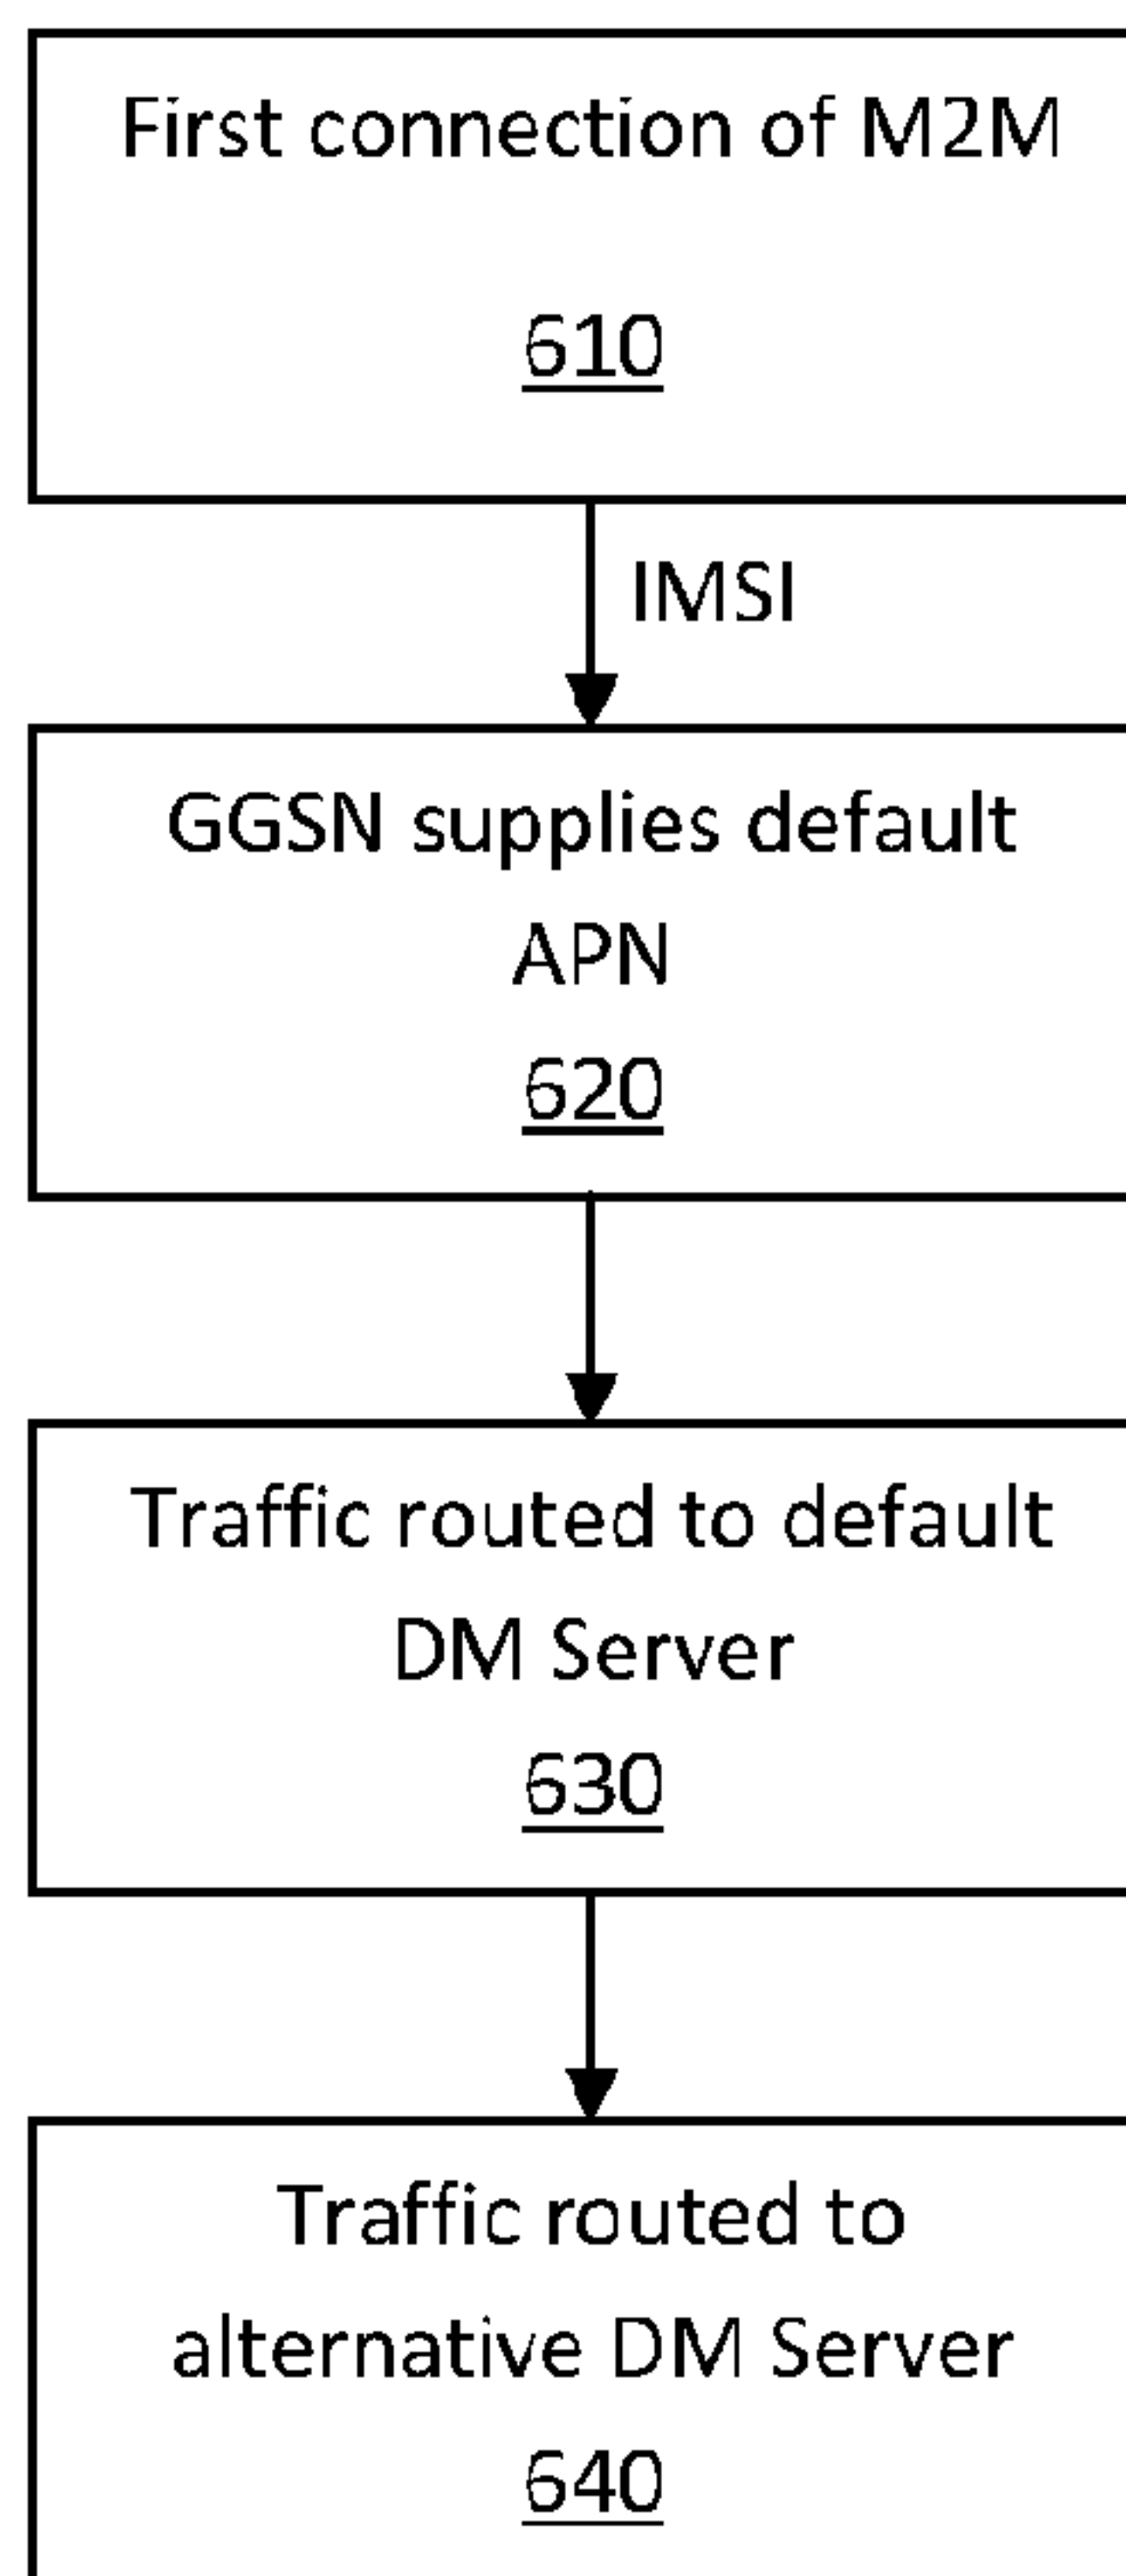 First connection of M2M
610
IMSI
GGSN supplies default
APN
620
Traffic routed to default
DM Server
630
Traffic routed to
alternative DM Server
640